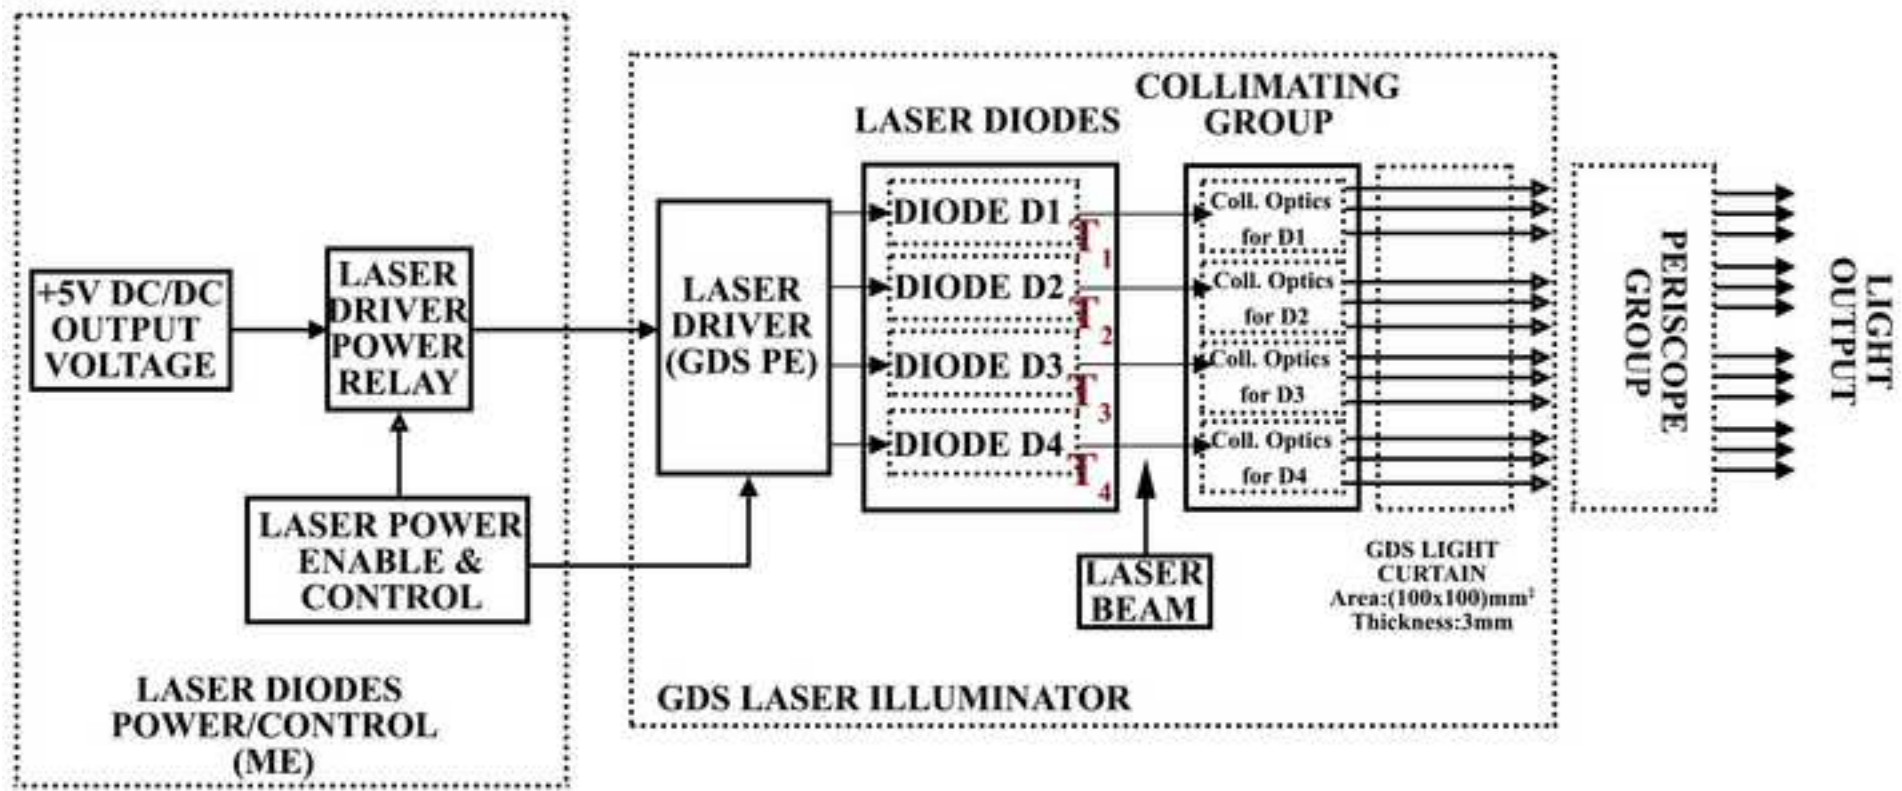 +5V DC/DC
OUTPUT
VOLTAGE
LASER
DRIVER
POWER
RELAY
LASER POWER
ENABLE &
CONTROL
LASER DIODES
POWER/CONTROL
(ME)
LASER
DRIVER
(GDS PE)
LASER DIODES
DIODE D1
T1
DIODE D2
T2
DIODE D3
T3
DIODE D4
T4
COLLIMATING
GROUP
Coll. Optics
for D1
Coll. Optics
for D2
Coll. Optics
for D3
Coll. Optics
for D4
LASER
BEAM
GDS LIGHT
CURTAIN
Area:(100x100)mm²
Thickness:3mm
GDS LASER ILLUMINATOR
PERISCOPE
GROUP
LIGHT
OUTPUT